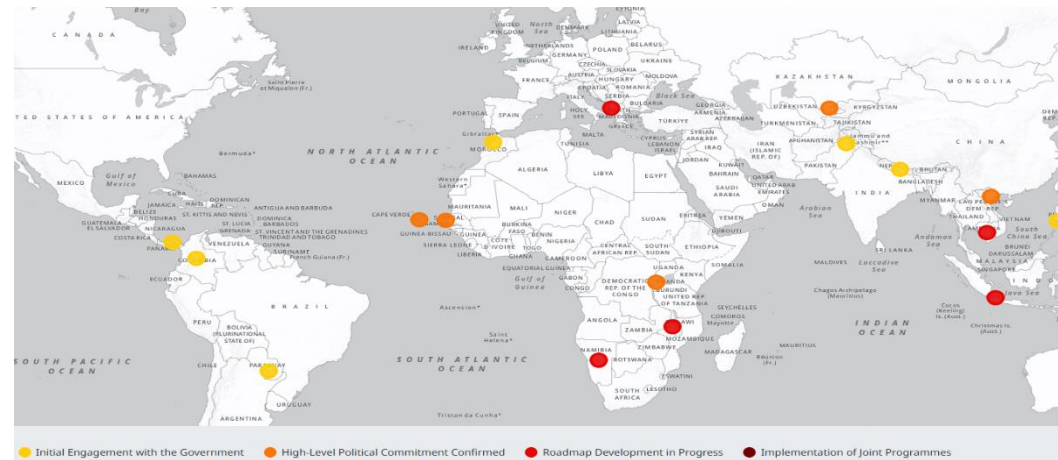 CANADA
Bay of
North
Sea
DENMARK
LATVIA
LITHUANIA
UNITED
KINGDOM
IRELAND
NETHERLANDS
POLAND
BELARUS
GERMANY
BELGIUM
CZECHIA
UKRAINE
SLOVAKIA
FRANCE
AUSTRIA
HUNGARY
MOLDOVA
ROMANIA
SERBIA
ITALY
HOLY
SEE
BULGARIA
Black Sea
GREECE
PORTUGAL
SPAIN
Gibraltar*
MALTA
TÜRKIYE
GEORGIA
ARMENIA
AZERBAIJAN
KAZAKHSTAN
MONGOLIA
UZBEKISTAN
KYRGYZSTAN
TURKMENISTAN
TAJIKISTAN
CHINA
Saint Pierre
et Miquelon (Fr.)
UNITED STATES OF AMERICA
Bermuda*
NORTH ATLANTIC
OCEAN
MOROCCO
TUNISIA
CYPRUS
LEBANON
ISRAEL
SYRIAN
ARAB REP.
IRAQ
JORDAN
KUWAIT
IRAN
(ISLAMIC
REP. OF)
AFGHANISTAN
Jammu and
Kashmir**
PAKISTAN
BHUTAN
BANGLADESH
INDIA
MYANMAR
MEXICO
Gulf of
Mexico
BAHAMAS
CUBA
JAMAICA
HAITI
DOMINICAN
REP.
BELIZE
HONDURAS
GUATEMALA
EL SALVADOR
NICARAGUA
COSTA RICA
ANTIGUA AND BARBUDA
ST. KITTS AND NEVIS
DOMINICA
ST. LUCIA
BARBADOS
GRENADA
ST. VINCENT AND THE GRENADINES
TRINIDAD AND TOBAGO
VENEZUELA
GUYANA
SURINAME
French Guiana (Fr.)
ECUADOR
PERU
BRAZIL
BOLIVIA
(PLURINATIONAL
STATE OF)
CHILE
URUGUAY
ARGENTINA
SOUTH PACIFIC
OCEAN
Western
Sahara*
ALGERIA
LIBYA
EGYPT
SAUDI
ARABIA
BAHRAIN
QATAR
UNITED ARAB
EMIRATES
OMAN
YEMEN
CAPE VERDE
MAURITANIA
MALI
NIGER
CHAD
SUDAN
ERITREA
DJIBOUTI
GUINEA-BISSAU
GUINEA
SIERRA LEONE
LIBERIA
CÔTE
D'IVOIRE
BURKINA
FASO
GHANA
TOGO
BENIN
NIGERIA
CENTRAL
AFRICAN REP.
SOUTH
SUDAN
ETHIOPIA
SOMALIA
EQUATORIAL GUINEA
CAMEROON
Gulf of
Guinea
GABON
CONGO
DEMOCRATIC
REP. OF THE
CONGO
UGANDA
KENYA
BURUNDI
UNITED REP.
OF TANZANIA
SEYCHELLES
COMOROS
Mayotte
ANGOLA
ZAMBIA
MOZAMBIQUE
ZIMBABWE
NAMIBIA
BOTSWANA
MADAGASCAR
MAURITIUS
Réunion
(Fr.)
ESWATINI
LESOTHO
SOUTH
AFRICA
Ascension*
Saint
Helena*
SOUTH ATLANTIC
OCEAN
Tristan da Cunha*
Arabian
Sea
SRI LANKA
MALDIVES
Laccadive
Sea
Andaman
Sea
Chagos Archipelago
(Mauritius)
INDIAN
OCEAN
THAILAND
VIETNAM
South
China Sea
BRUNEI
DARUSSALAM
MALAYSIA
SINGAPORE
Java Sea
Cocos
(Keeling)
Is. (Aust.)
Christmas Is.
(Aust.)
Initial Engagement with the Government
High-Level Political Commitment Confirmed
Roadmap Development in Progress
Implementation of Joint Programmes